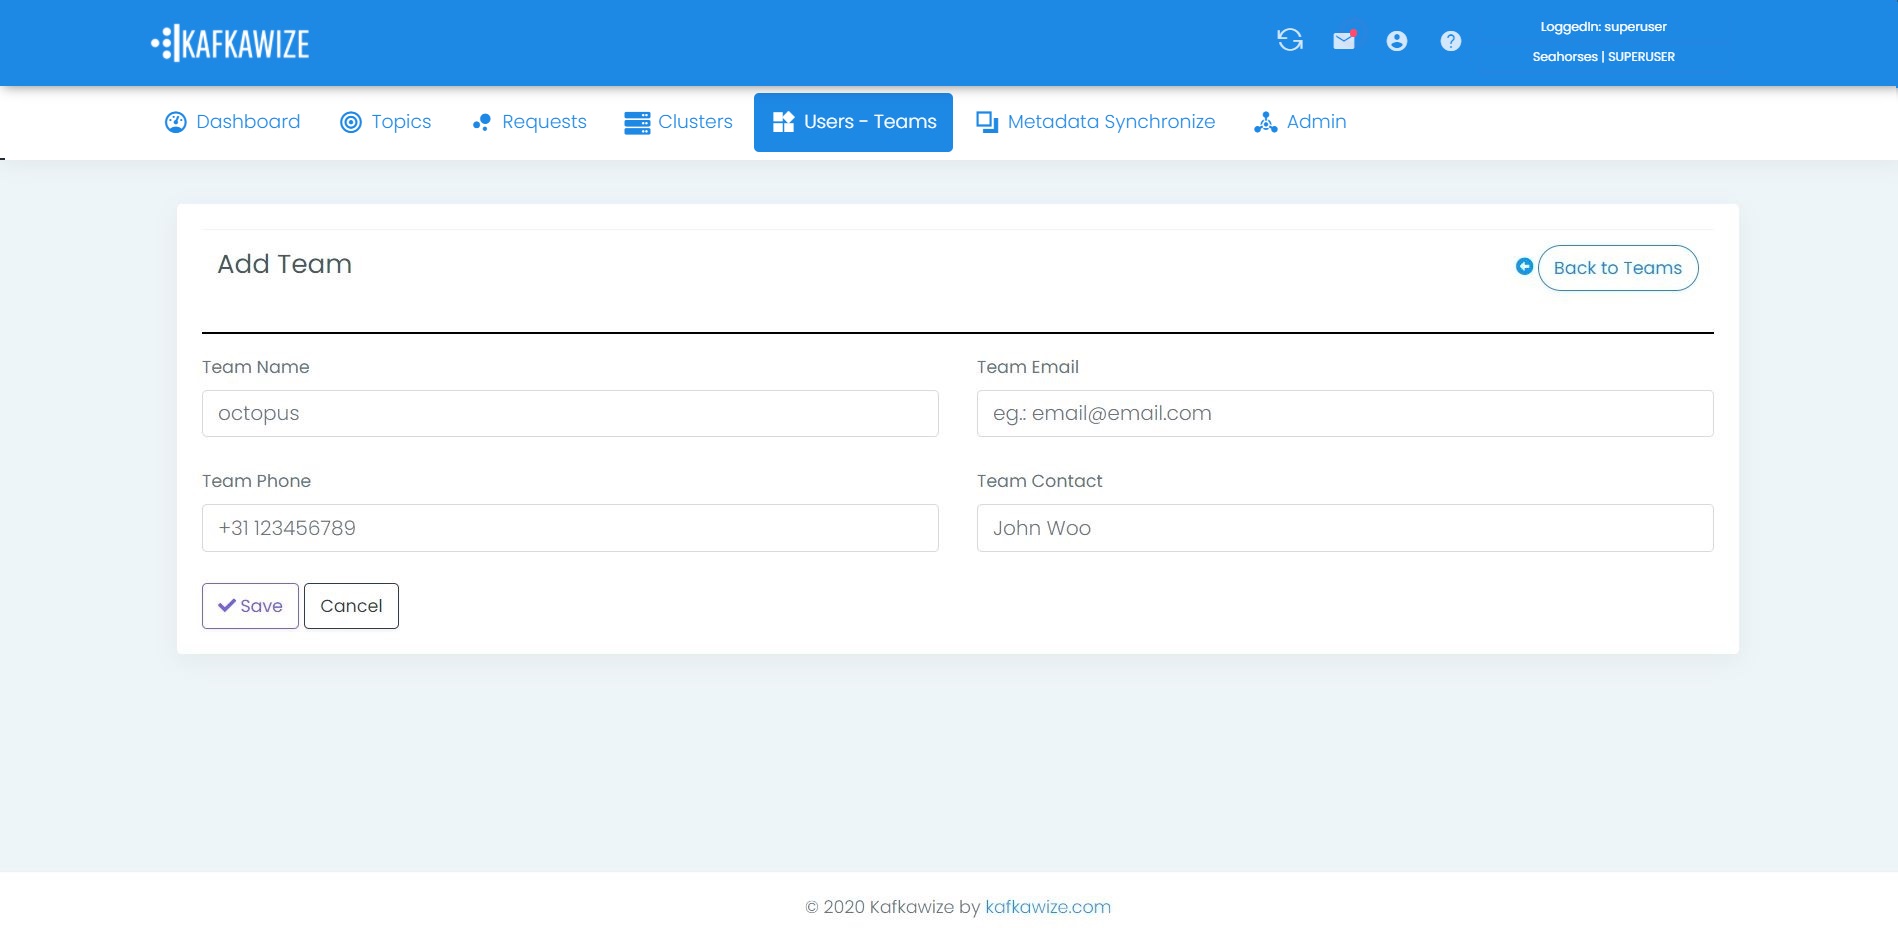 KAFKAWIZE
LoggedIn: superuser
Seahorses | SUPERUSER
Dashboard
Topics
Requests
Clusters
Users - Teams
Metadata Synchronize
Admin
Add Team
Back to Teams
Team Name
Team Email
octopus
eg.: email@email.com
Team Phone
Team Contact
+31 123456789
John Woo
Save
Cancel
© 2020 Kafkawize by kafkawize.com